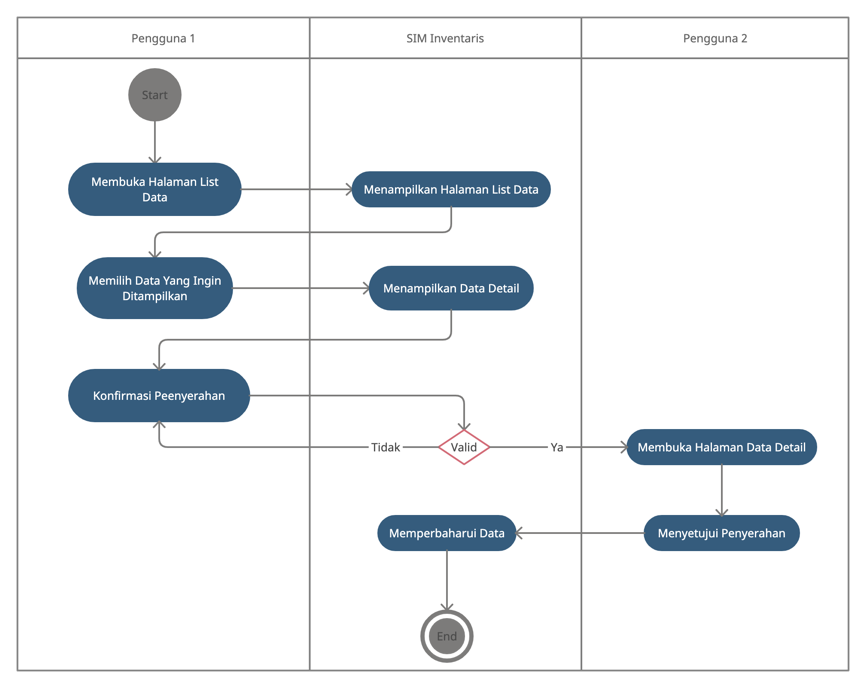 Pengguna 1
SIM Inventaris
Pengguna 2
Start
Membuka Halaman List
Data
Menampilkan Halaman List Data
Memilih Data Yang Ingin
Ditampilkan
Menampilkan Data Detail
Konfirmasi Peenyerahan
Tidak
Valid
Ya
Membuka Halaman Data Detail
Memperbaharui Data
Menyetujui Penyerahan
End